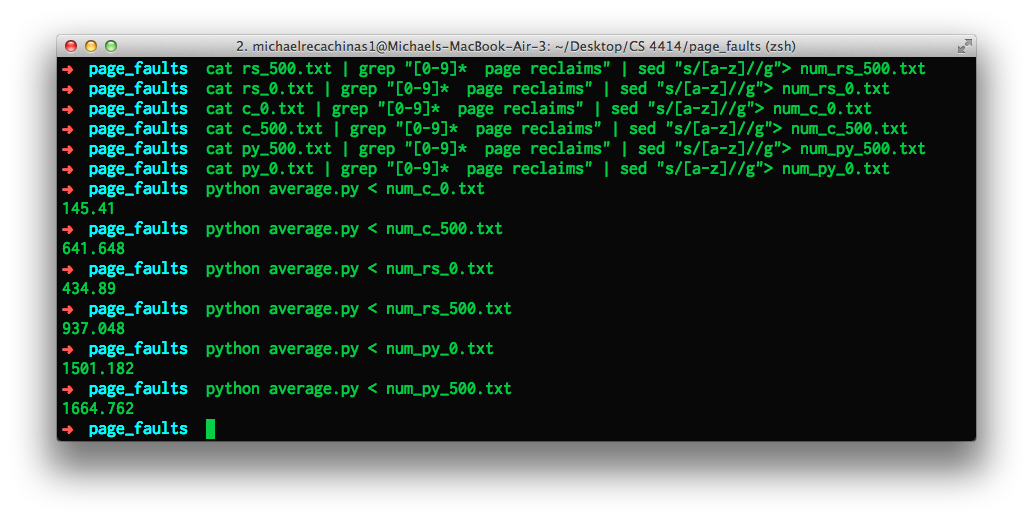 2. michaelrecachinas1@Michaels-MacBook-Air-3: ~/Desktop/CS 4414/page_faults (zsh)
➜  page_faults  cat rs_500.txt | grep "[0-9]*  page reclaims" | sed "s/[a-z]//g"> num_rs_500.txt
➜  page_faults  cat rs_0.txt | grep "[0-9]*  page reclaims" | sed "s/[a-z]//g"> num_rs_0.txt
➜  page_faults  cat c_0.txt | grep "[0-9]*  page reclaims" | sed "s/[a-z]//g"> num_c_0.txt
➜  page_faults  cat c_500.txt | grep "[0-9]*  page reclaims" | sed "s/[a-z]//g"> num_c_500.txt
➜  page_faults  cat py_500.txt | grep "[0-9]*  page reclaims" | sed "s/[a-z]//g"> num_py_500.txt
➜  page_faults  cat py_0.txt | grep "[0-9]*  page reclaims" | sed "s/[a-z]//g"> num_py_0.txt
➜  page_faults  python average.py < num_c_0.txt
145.41
➜  page_faults  python average.py < num_c_500.txt
641.648
➜  page_faults  python average.py < num_rs_0.txt
434.89
➜  page_faults  python average.py < num_rs_500.txt
937.048
➜  page_faults  python average.py < num_py_0.txt
1501.182
➜  page_faults  python average.py < num_py_500.txt
1664.762
➜  page_faults